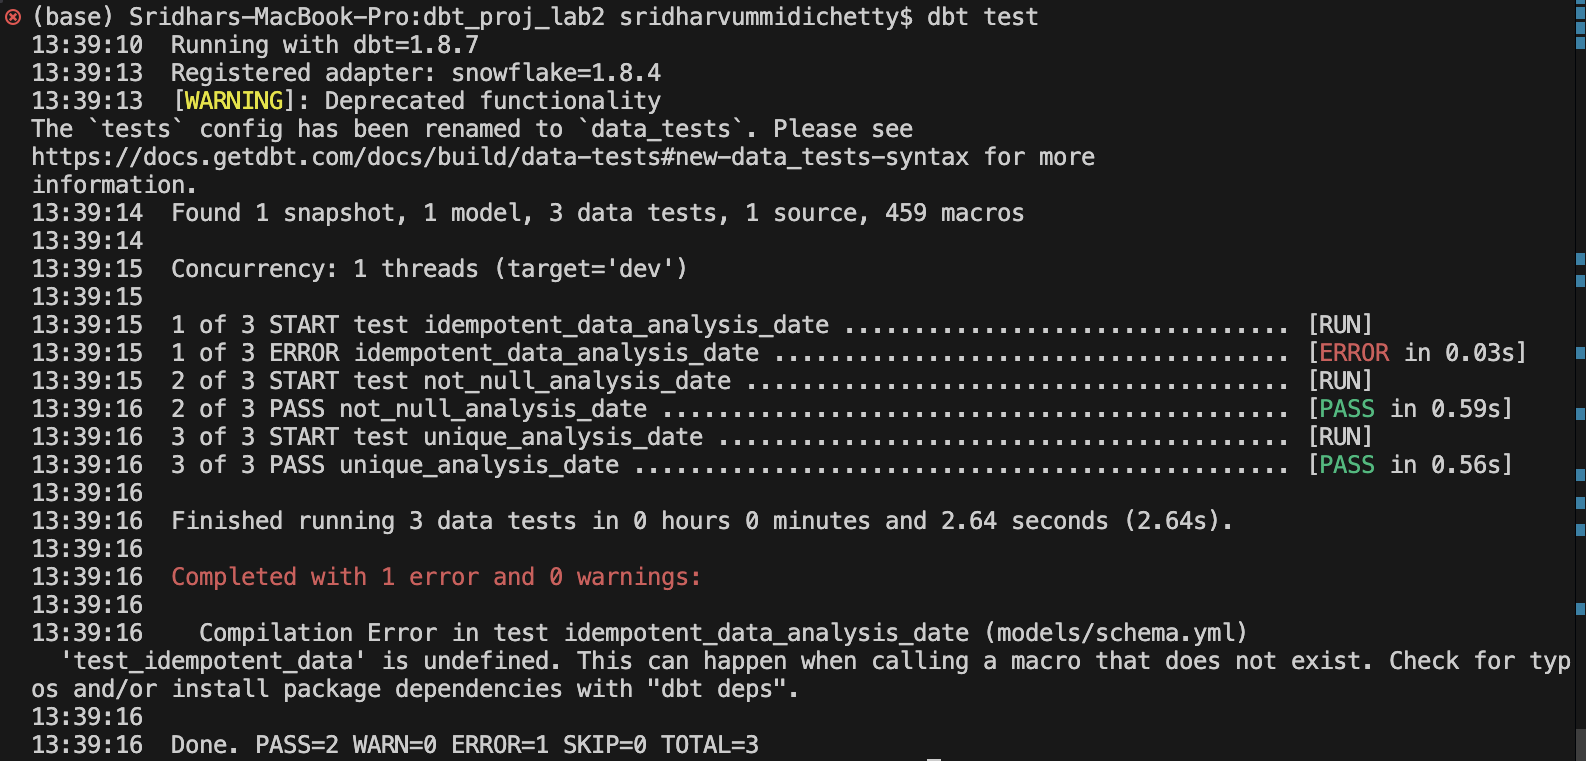 (base) Sridhars-MacBook-Pro:dbt_proj_lab2 sridharvummidichetty$ dbt test
13:39:10  Running with dbt=1.8.7
13:39:13  Registered adapter: snowflake=1.8.4
13:39:13  [WARNING]: Deprecated functionality
The `tests` config has been renamed to `data_tests`. Please see
https://docs.getdbt.com/docs/build/data-tests#new-data_tests-syntax for more
information.
13:39:14  Found 1 snapshot, 1 model, 3 data tests, 1 source, 459 macros
13:39:14
13:39:15  Concurrency: 1 threads (target='dev')
13:39:15
13:39:15  1 of 3 START test idempotent_data_analysis_date ................................ [RUN]
13:39:15  1 of 3 ERROR idempotent_data_analysis_date ..................................... [ERROR in 0.03s]
13:39:15  2 of 3 START test not_null_analysis_date ....................................... [RUN]
13:39:16  2 of 3 PASS not_null_analysis_date ............................................. [PASS in 0.59s]
13:39:16  3 of 3 START test unique_analysis_date ......................................... [RUN]
13:39:16  3 of 3 PASS unique_analysis_date ............................................... [PASS in 0.56s]
13:39:16
13:39:16  Finished running 3 data tests in 0 hours 0 minutes and 2.64 seconds (2.64s).
13:39:16
13:39:16  Completed with 1 error and 0 warnings:
13:39:16
13:39:16    Compilation Error in test idempotent_data_analysis_date (models/schema.yml)
  'test_idempotent_data' is undefined. This can happen when calling a macro that does not exist. Check for typ
os and/or install package dependencies with "dbt deps".
13:39:16
13:39:16  Done. PASS=2 WARN=0 ERROR=1 SKIP=0 TOTAL=3